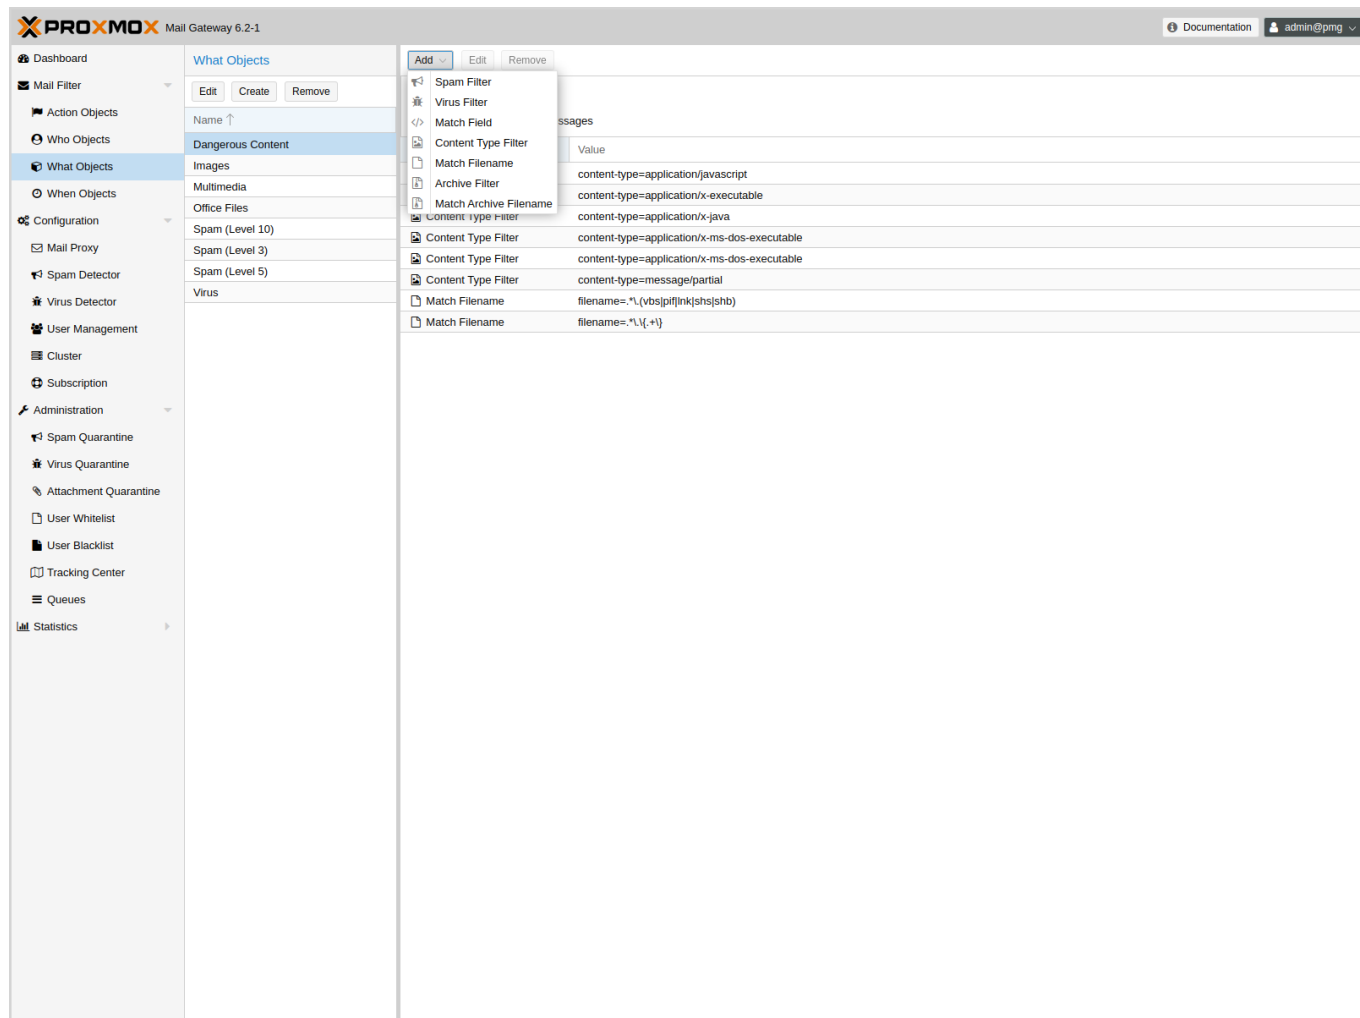 PROXMOX Mail Gateway 6.2-1 Documentation admin@pmg
Dashboard
Mail Filter
Action Objects
Who Objects
What Objects
When Objects
Configuration
Mail Proxy
Spam Detector
Virus Detector
User Management
Cluster
Subscription
Administration
Spam Quarantine
Virus Quarantine
Attachment Quarantine
User Whitelist
User Blacklist
Tracking Center
Queues
Statistics
What Objects
Edit Create Remove
Name
Dangerous Content
Images
Multimedia
Office Files
Spam (Level 10)
Spam (Level 3)
Spam (Level 5)
Virus
Add Edit Remove
Spam Filter
Virus Filter
Match Field
Content Type Filter
Match Filename
Archive Filter
Match Archive Filename
ssages
Value
content-type=application/javascript
content-type=application/x-executable
Content Type Filter content-type=application/x-java
Content Type Filter content-type=application/x-ms-dos-executable
Content Type Filter content-type=application/x-ms-dos-executable
Content Type Filter content-type=message/partial
Match Filename filename=.*\.(vbs|pif|lnk|shs|shb)
Match Filename filename=.*\.\{.+\}